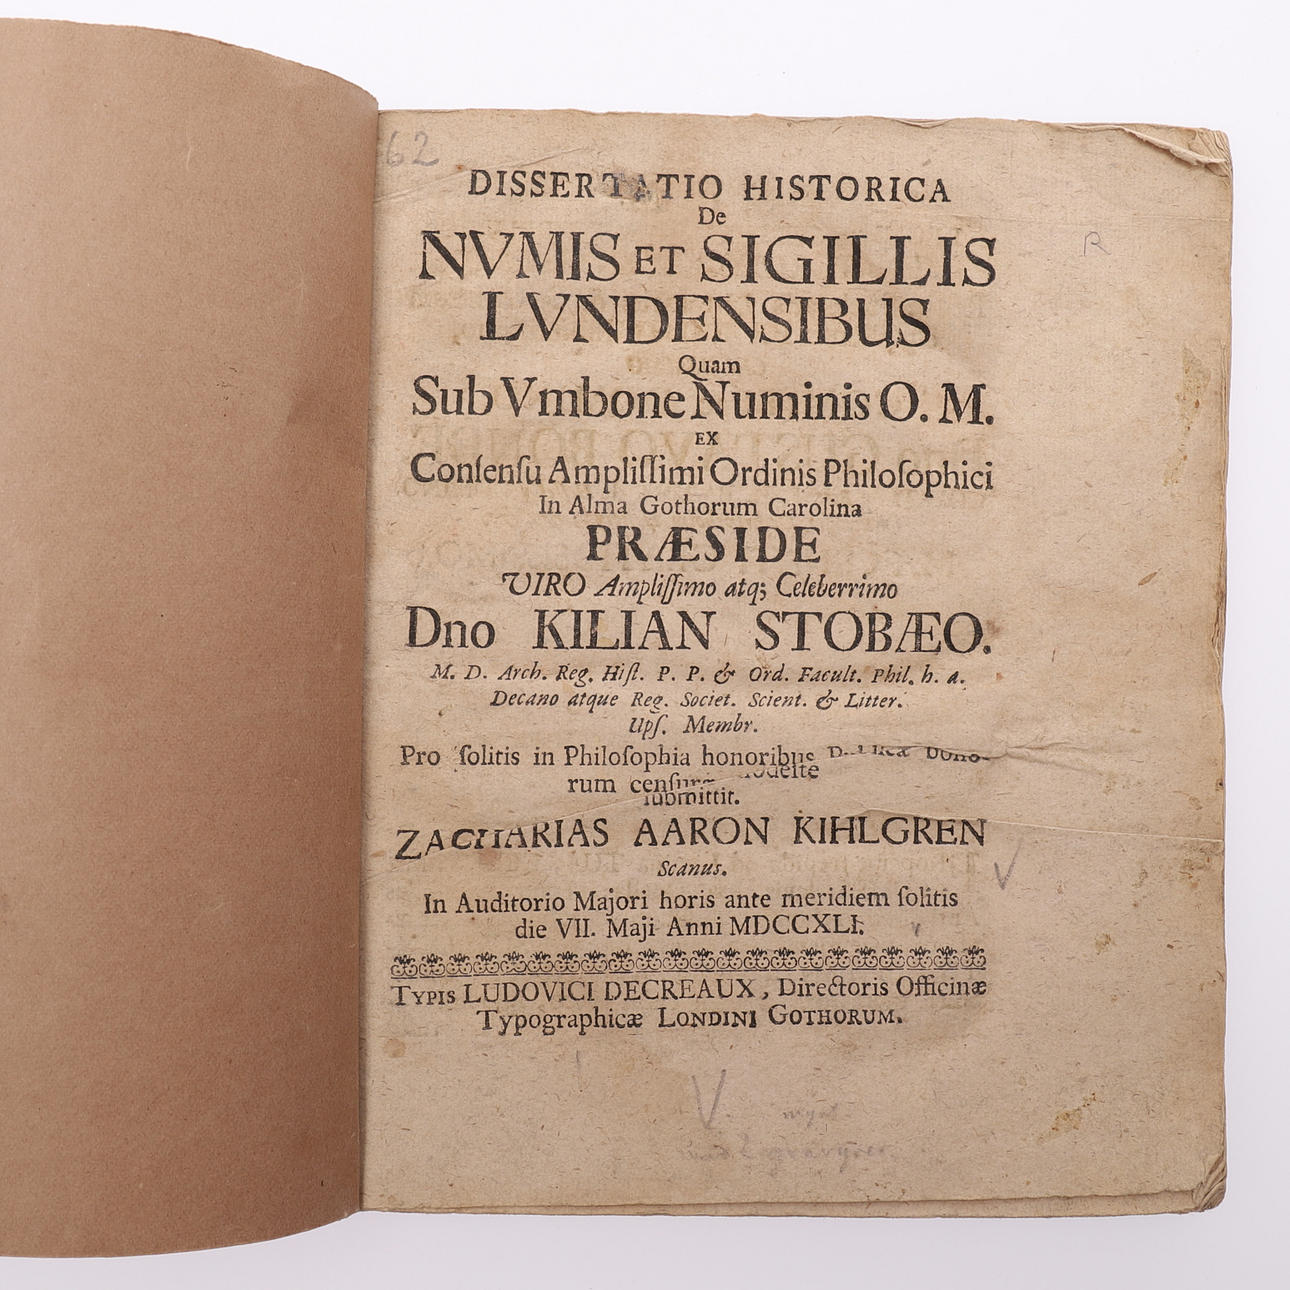 62
DISSERTATIO HISTORICA
De
R
NVMIS ET SIGILLIS
LVNDENSIBUS
Quam
Sub Vmbone Numinis O. M.
EX
Conſenſu Ampliſſimi Ordinis Philoſophici
In Alma Gothorum Carolina
PRÆSIDE
VIRO Ampliſſimo atq; Celeberrimo
Dno KILIAN STOBÆO.
M. D. Arch. Reg. Hiſt. P. P. & Ord. Facult. Phil. h. a.
Decano atque Reg. Societ. Scient. & Litter.
Upſ. Membr.
Pro ſolitis in Philoſophia honoribus bono-
rum cenſuræ modeſte
ſubmittit.
ZACHARIAS AARON KIHLGREN
Scanus.
In Auditorio Majori horis ante meridiem ſolitis
die VII. Maji Anni MDCCXLI.
TYPIS LUDOVICI DECREAUX, Directoris Officinæ
Typographicæ LONDINI GOTHORUM.